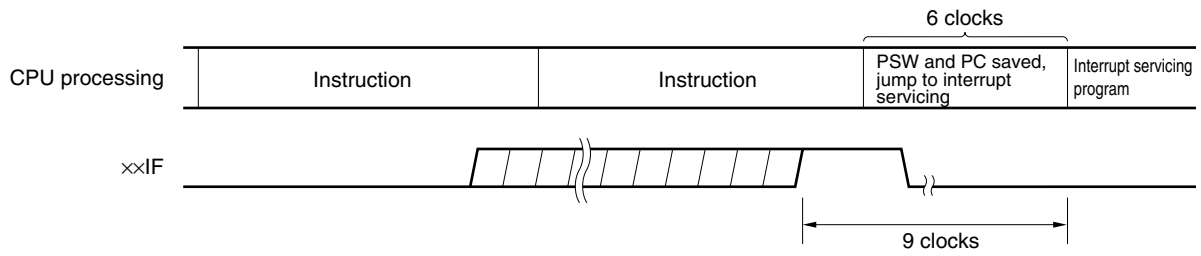 6 clocks
CPU processing
Instruction
Instruction
PSW and PC saved,
jump to interrupt
servicing
Interrupt servicing
program
××IF
9 clocks